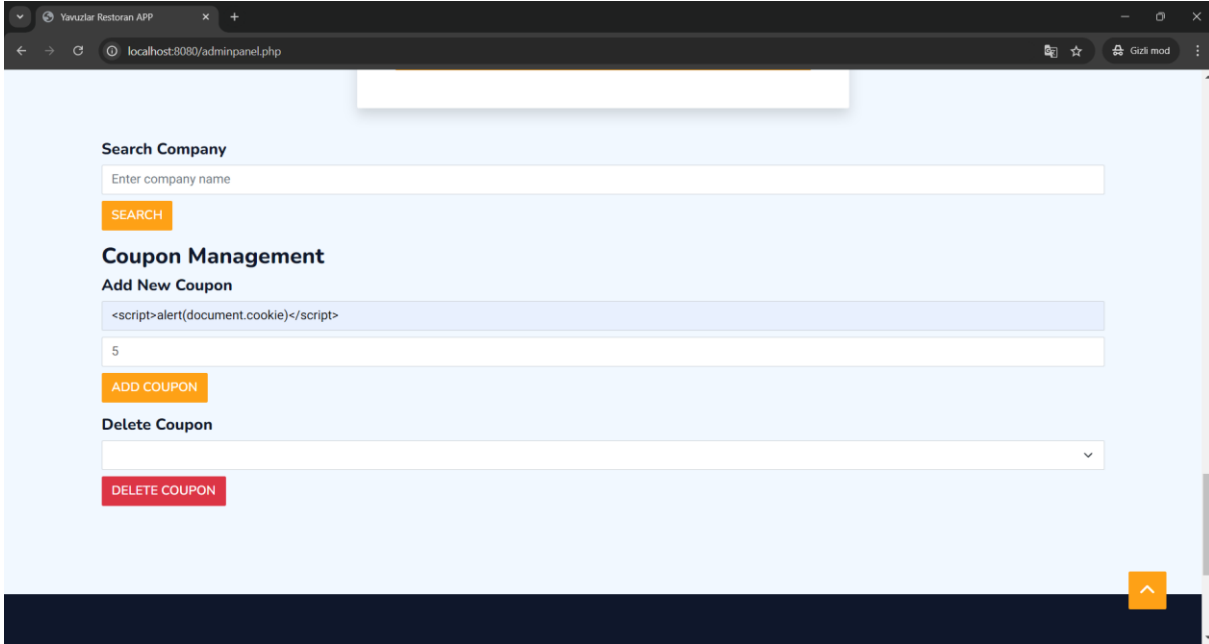 Yavuzlar Restoran APP
localhost:8080/adminpanel.php
Gizli mod
Search Company
Enter company name
SEARCH
Coupon Management
Add New Coupon
<script>alert(document.cookie)</script>
5
ADD COUPON
Delete Coupon
DELETE COUPON